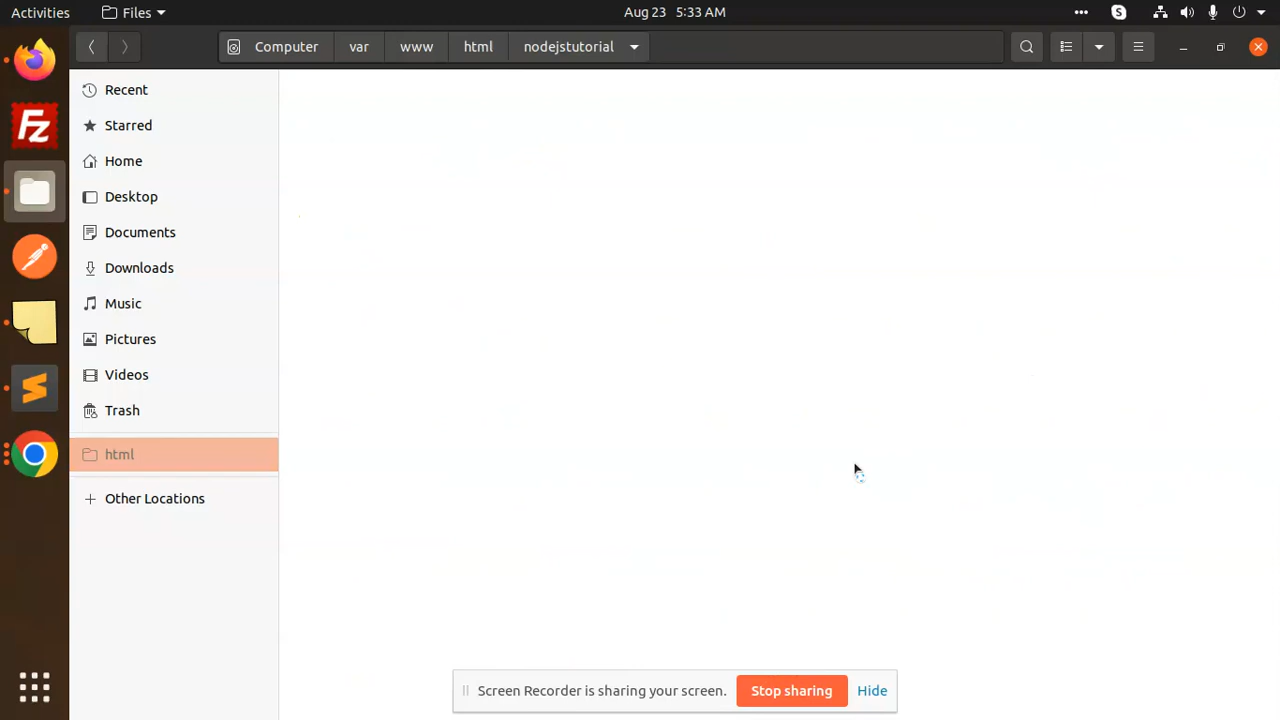 Activities Files Aug 23 5:33 AM
Computer var www html nodejstutorial
Recent
Starred
Home
Desktop
Documents
Downloads
Music
Pictures
Videos
Trash
html
Other Locations
Screen Recorder is sharing your screen. Stop sharing Hide